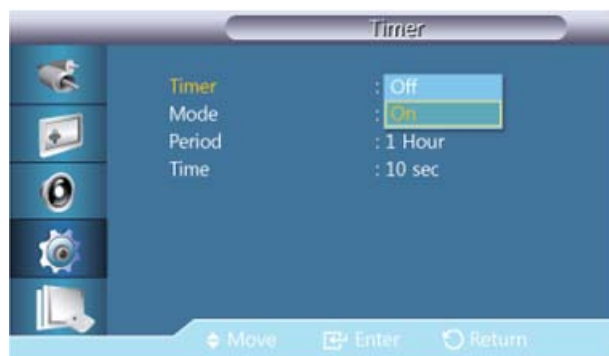 Timer
Timer : Off
Mode : On
Period : 1 Hour
Time : 10 sec
Move Enter Return